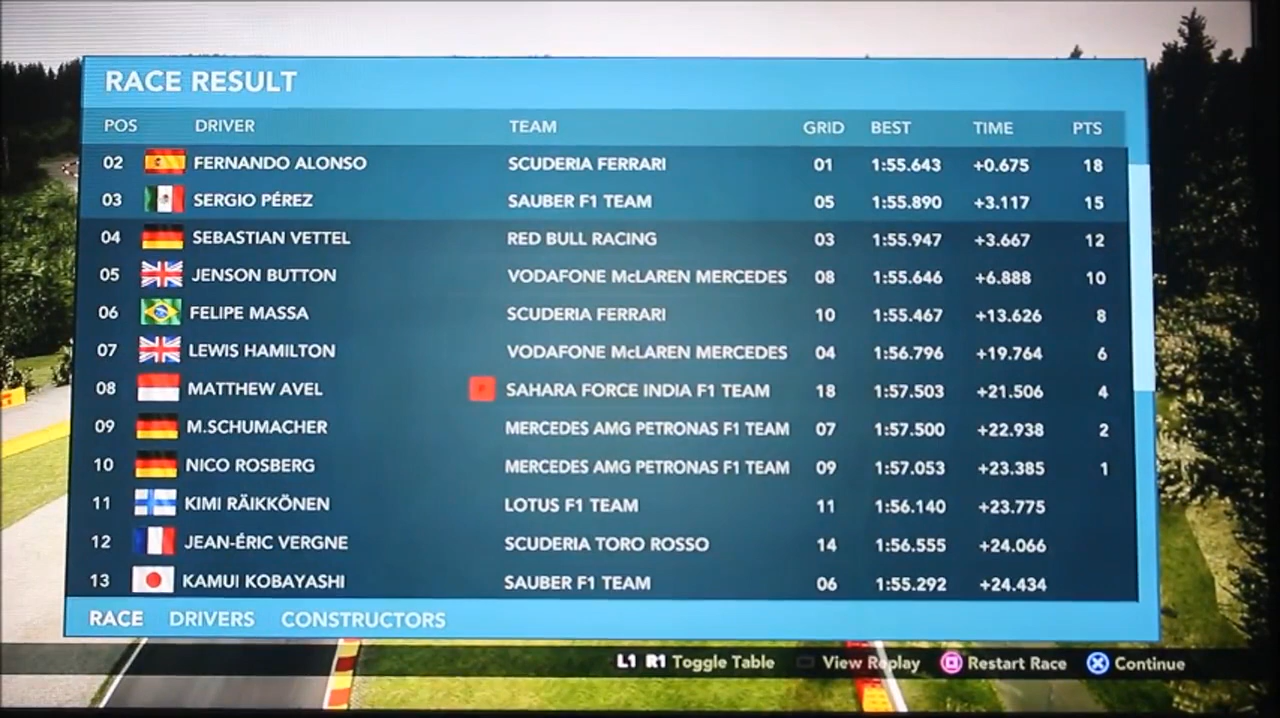 RACE RESULT
POS DRIVER TEAM GRID BEST TIME PTS
02 FERNANDO ALONSO SCUDERIA FERRARI 01 1:55.643 +0.675 18
03 SERGIO PÉREZ SAUBER F1 TEAM 05 1:55.890 +3.117 15
04 SEBASTIAN VETTEL RED BULL RACING 03 1:55.947 +3.667 12
05 JENSON BUTTON VODAFONE McLAREN MERCEDES 08 1:55.646 +6.888 10
06 FELIPE MASSA SCUDERIA FERRARI 10 1:55.467 +13.626 8
07 LEWIS HAMILTON VODAFONE McLAREN MERCEDES 04 1:56.796 +19.764 6
08 MATTHEW AVEL SAHARA FORCE INDIA F1 TEAM 18 1:57.503 +21.506 4
09 M.SCHUMACHER MERCEDES AMG PETRONAS F1 TEAM 07 1:57.500 +22.938 2
10 NICO ROSBERG MERCEDES AMG PETRONAS F1 TEAM 09 1:57.053 +23.385 1
11 KIMI RÄIKKÖNEN LOTUS F1 TEAM 11 1:56.140 +23.775
12 JEAN-ÉRIC VERGNE SCUDERIA TORO ROSSO 14 1:56.555 +24.066
13 KAMUI KOBAYASHI SAUBER F1 TEAM 06 1:55.292 +24.434
RACE DRIVERS CONSTRUCTORS
L1 R1 Toggle Table View Replay Restart Race Continue